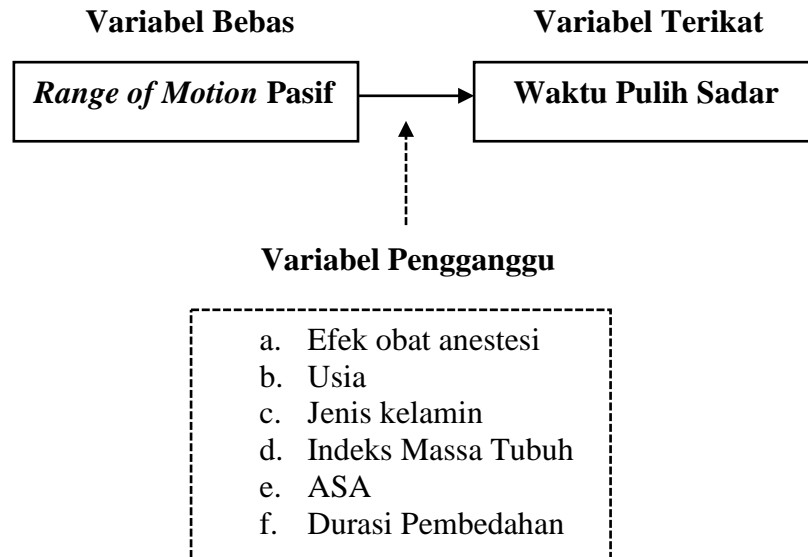 Variabel Bebas
Variabel Terikat
Range of Motion Pasif
Waktu Pulih Sadar
Variabel Pengganggu
a. Efek obat anestesi
b. Usia
c. Jenis kelamin
d. Indeks Massa Tubuh
e. ASA
f. Durasi Pembedahan